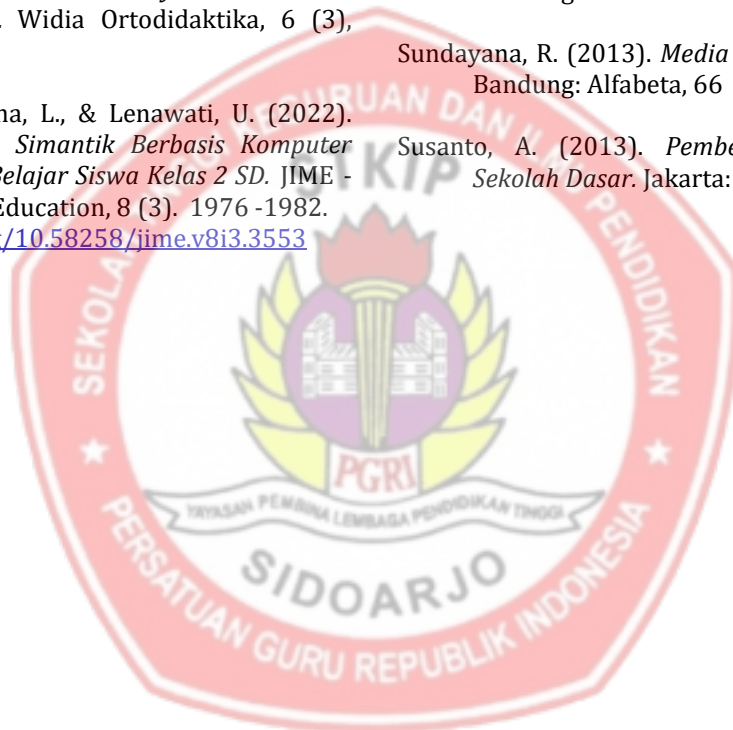 . Widia Ortodidaktika, 6 (3),
na, L., & Lenawati, U. (2022).
Simantik Berbasis Komputer
Belajar Siswa Kelas 2 SD. JIME -
Education, 8 (3). 1976 -1982.
/10.58258/jime.v8i3.3553
Sundayana, R. (2013). Media
Bandung: Alfabeta, 66
Susanto, A. (2013). Pembe
Sekolah Dasar. Jakarta:
SEKOLAH KEGURUAN DAN ILMU PENDIDIKAN
STKIP
PGRI
YAYASAN PEMBINA LEMBAGA PENDIDIKAN TINGGI
SIDOARJO
PERSATUAN GURU REPUBLIK INDONESIA